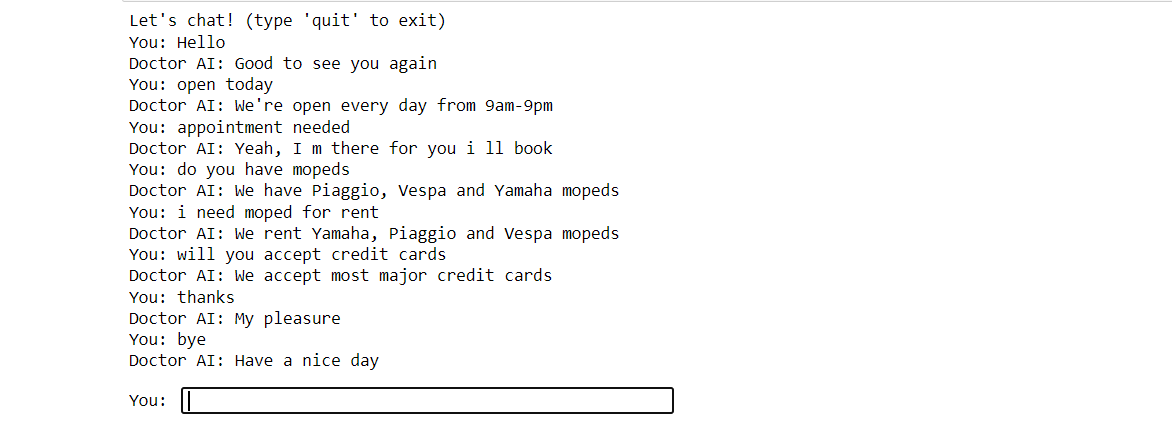 Let's chat! (type 'quit' to exit)
You: Hello
Doctor AI: Good to see you again
You: open today
Doctor AI: We're open every day from 9am-9pm
You: appointment needed
Doctor AI: Yeah, I m there for you i ll book
You: do you have mopeds
Doctor AI: We have Piaggio, Vespa and Yamaha mopeds
You: i need moped for rent
Doctor AI: We rent Yamaha, Piaggio and Vespa mopeds
You: will you accept credit cards
Doctor AI: We accept most major credit cards
You: thanks
Doctor AI: My pleasure
You: bye
Doctor AI: Have a nice day
You: